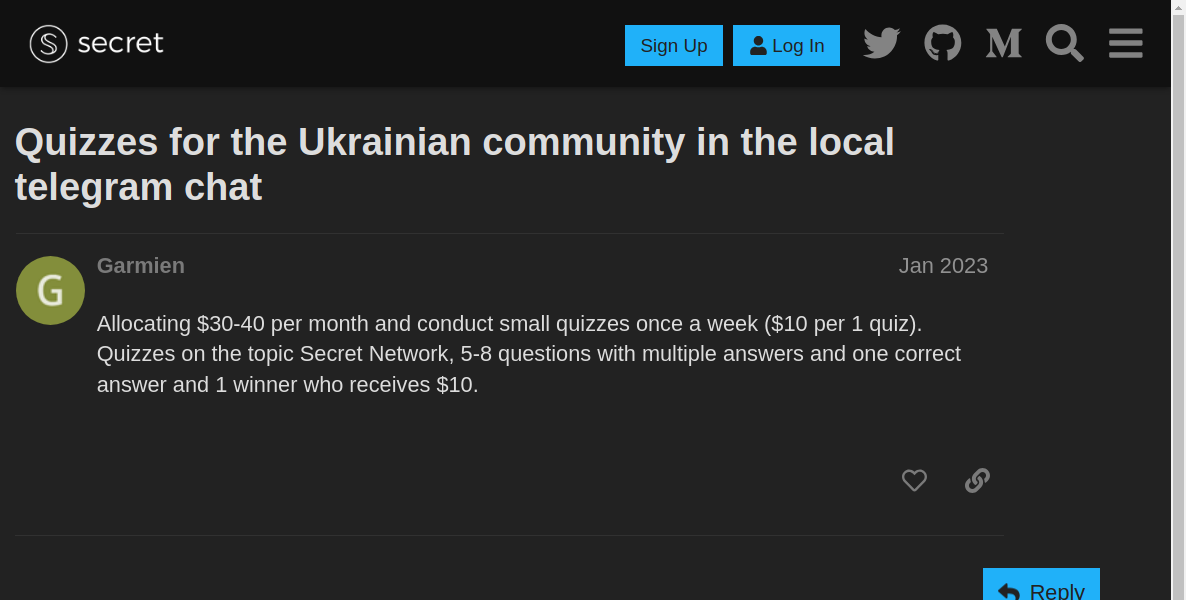 secret
Sign Up
Log In
Quizzes for the Ukrainian community in the local
telegram chat
G
Garmien
Jan 2023
Allocating $30-40 per month and conduct small quizzes once a week ($10 per 1 quiz).
Quizzes on the topic Secret Network, 5-8 questions with multiple answers and one correct
answer and 1 winner who receives $10.
Reply